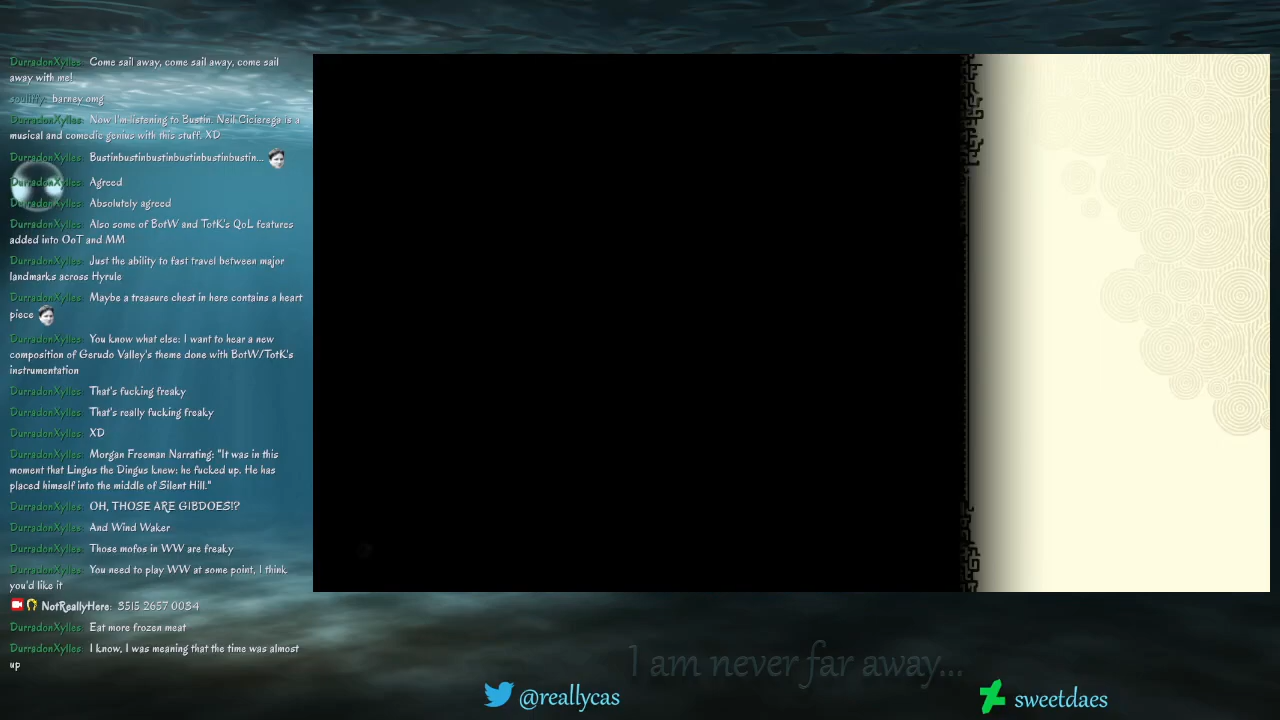 DurradonXylles: Come sail away, come sail
away with me!
soulifty: barney omg
DurradonXylles: Now I'm listening to Bustin. Neil Cicierega is a
musical and comedic genius with this stuff. XD
DurradonXylles: Bustinbustinbustinbustinbustinbustin...
DurradonXylles: Agreed
DurradonXylles: Absolutely agreed
DurradonXylles: Also some of BotW and TotK's QoL features
added into OoT and MM
DurradonXylles: Just the ability to fast travel between major
landmarks across Hyrule
DurradonXylles: Maybe a treasure chest in here contains a heart
piece
DurradonXylles: You know what else: I want to hear a new
composition of Gerudo Valley's theme done with BotW/TotK's
instrumentation
DurradonXylles: That's fucking freaky
DurradonXylles: That's really fucking freaky
DurradonXylles: XD
DurradonXylles: Morgan Freeman Narrating: "It was in this
moment that Lingus the Dingus knew: he fucked up. He has
placed himself into the middle of Silent Hill."
DurradonXylles: OH, THOSE ARE GIBDOES!?
DurradonXylles: And Wind Waker
DurradonXylles: Those mofos in WW are freaky
DurradonXylles: You need to play WW at some point, I think
you'd like it
NotReallyHere: 3515 2657 0034
DurradonXylles: Eat more frozen meat
DurradonXylles: I know, I was meaning that the time was almost
up
I am never far away...
@reallycas
sweetdaes